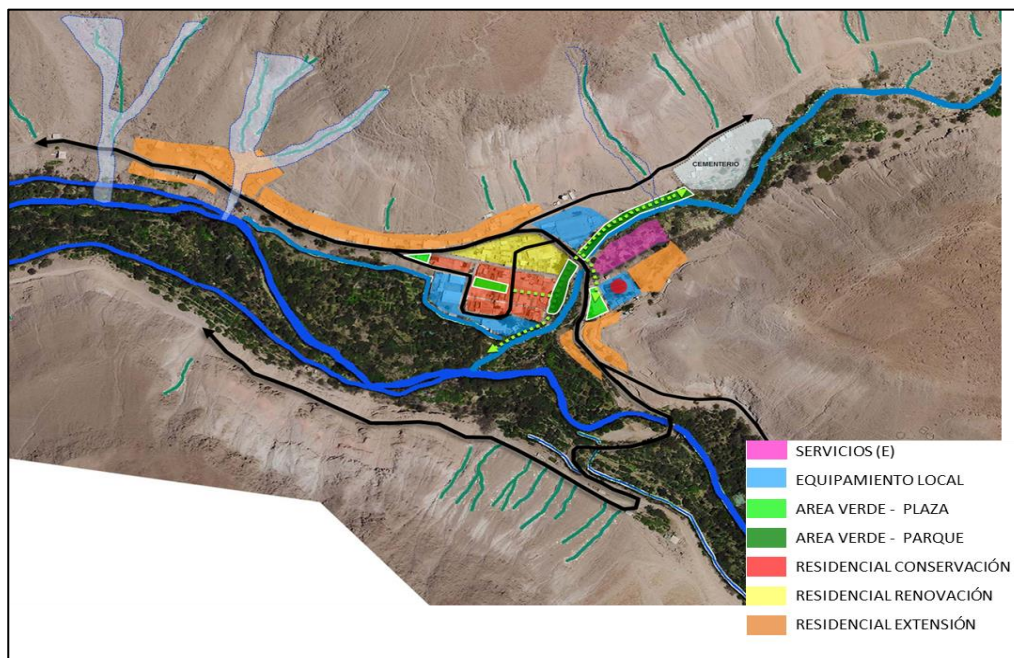 CEMENTERIO
SERVICIOS (E)
EQUIPAMIENTO LOCAL
AREA VERDE - PLAZA
AREA VERDE - PARQUE
RESIDENCIAL CONSERVACIÓN
RESIDENCIAL RENOVACIÓN
RESIDENCIAL EXTENSIÓN